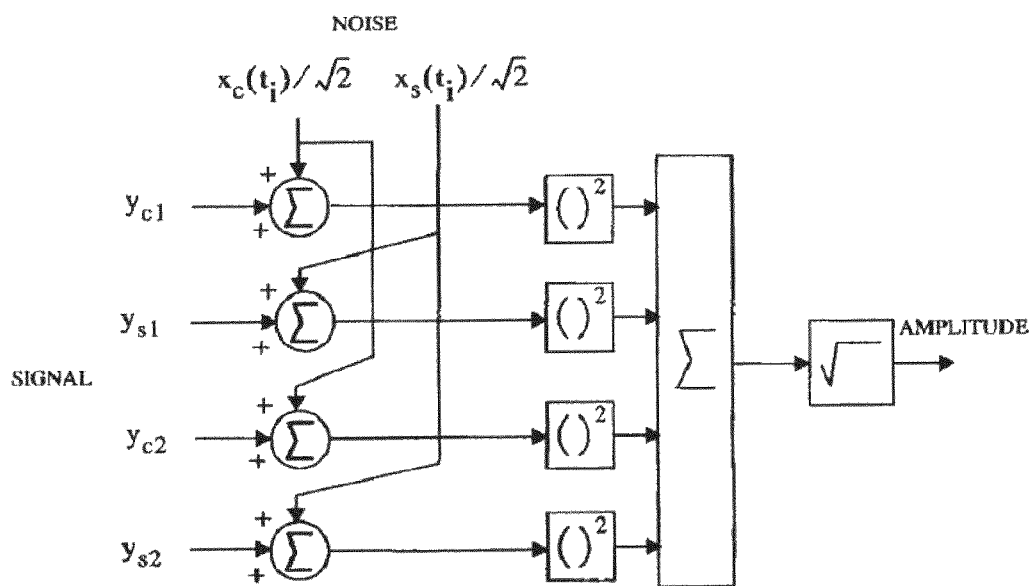 NOISE
x_c(t_i)/√2 x_s(t_i)/√2
+
y_c1 Σ ( )²
+
+
y_s1 Σ ( )²
+
Σ √ AMPLITUDE
SIGNAL
+
y_c2 Σ ( )²
+
+
y_s2 Σ ( )²
+